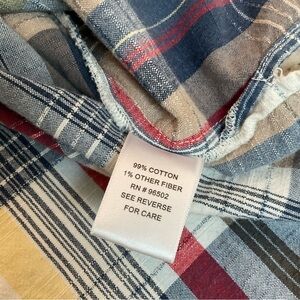 99% COTTON
1% OTHER FIBER
RN # 96502
SEE REVERSE
FOR CARE